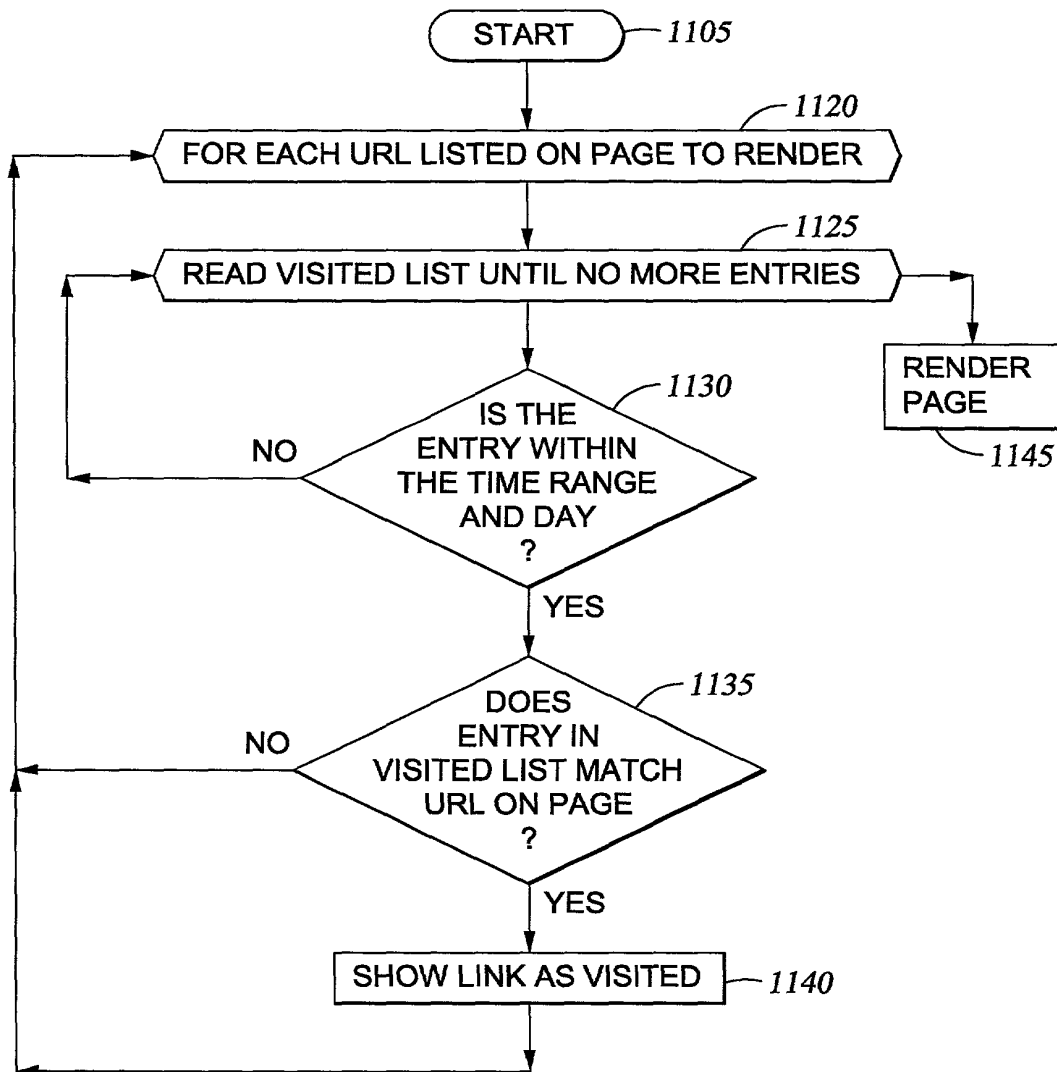 START
1105
1120
FOR EACH URL LISTED ON PAGE TO RENDER
1125
READ VISITED LIST UNTIL NO MORE ENTRIES
RENDER
PAGE
1145
1130
IS THE
ENTRY WITHIN
THE TIME RANGE
AND DAY
?
NO
YES
1135
DOES
ENTRY IN
VISITED LIST MATCH
URL ON PAGE
?
NO
YES
SHOW LINK AS VISITED
1140